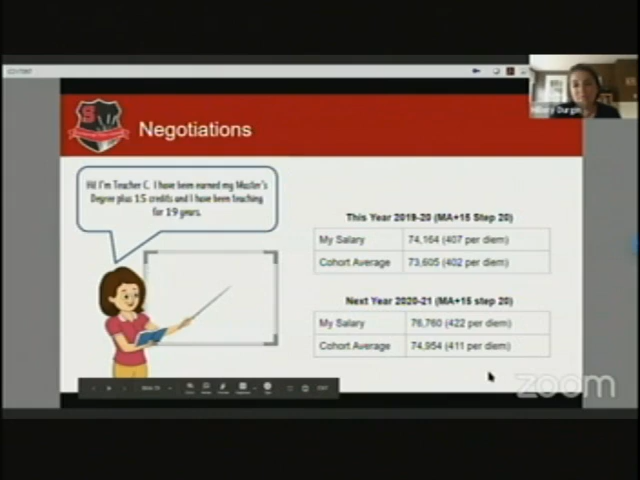 Negotiations
Hi! I'm Teacher C. I have been earned my Master's
Degree plus 15 credits and I have been teaching
for 19 years.
This Year 2019-20 (MA+15 Step 20)
My Salary 74,164 (407 per diem)
Cohort Average 73,605 (402 per diem)
Next Year 2020-21 (MA+15 step 20)
My Salary 76,760 (422 per diem)
Cohort Average 74,954 (411 per diem)
zoom